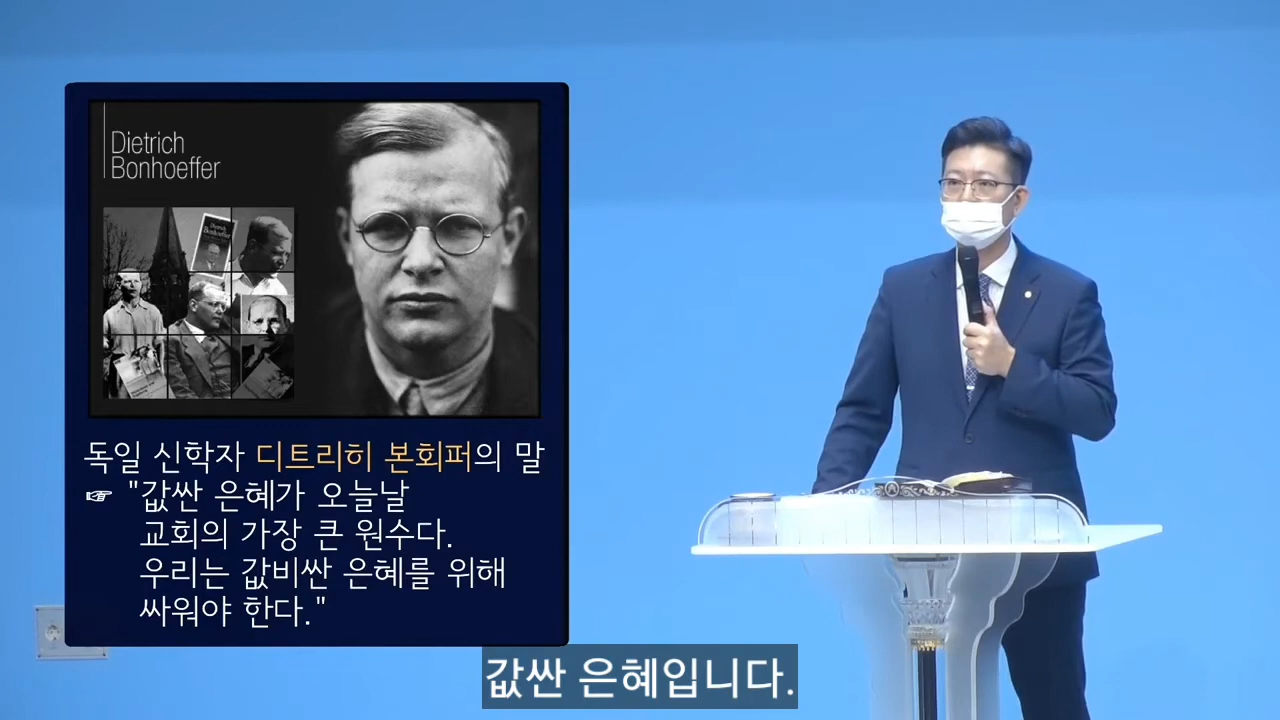 Dietrich
Bonhoeffer
독일 신학자 디트리히 본회퍼의 말
☞ "값싼 은혜가 오늘날
교회의 가장 큰 원수다.
우리는 값비싼 은혜를 위해
싸워야 한다."
값싼 은혜입니다.